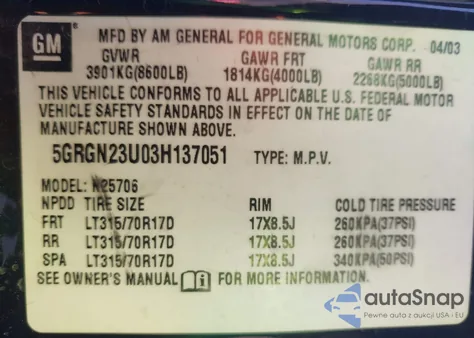 GM
MFD BY AM GENERAL FOR GENERAL MOTORS CORP. 04/03
GVWR GAWR FRT GAWR RR
3901KG(8600LB) 1814KG(4000LB) 2268KG(5000LB)
THIS VEHICLE CONFORMS TO ALL APPLICABLE U.S. FEDERAL MOTOR
VEHICLE SAFETY STANDARDS IN EFFECT ON THE DATE OF
MANUFACTURE SHOWN ABOVE.
5GRGN23U03H137051 TYPE: M.P.V.
MODEL: N25706
NPDD TIRE SIZE RIM COLD TIRE PRESSURE
FRT LT315/70R17D 17X8.5J 260KPA(37PSI)
RR LT315/70R17D 17X8.5J 260KPA(37PSI)
SPA LT315/70R17D 17X8.5J 340KPA(50PSI)
SEE OWNER'S MANUAL FOR MORE INFORMATION.
autaSnap
Pewne auta z aukcji USA i EU